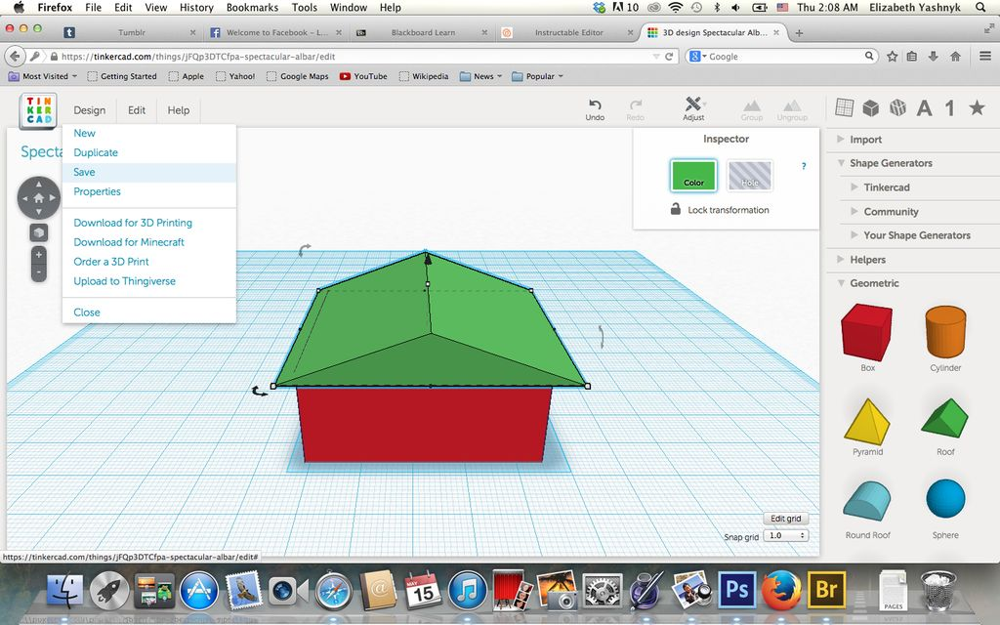 Firefox File Edit View History Bookmarks Tools Window Help 10 Thu 2:08 AM Elizabeth Yashnyk
Tumblr Welcome to Facebook – L... Blackboard Learn Instructable Editor 3D design Spectacular Alb...
https://tinkercad.com/things/jFQp3DTCfpa-spectacular-albar/edit Google
Most Visited Getting Started Apple Yahoo! Google Maps YouTube Wikipedia News Popular
TIN
KER
CAD
Design Edit Help
Undo Redo Adjust Group Ungroup
A 1
Specta
New
Duplicate
Save
Properties
Download for 3D Printing
Download for Minecraft
Order a 3D Print
Upload to Thingiverse
Close
+
-
Inspector
Color Hole ?
Lock transformation
Import
Shape Generators
Tinkercad
Community
Your Shape Generators
Helpers
Geometric
Box Cylinder
Pyramid Roof
Round Roof Sphere
Edit grid
Snap grid 1.0
https://tinkercad.com/things/jFQp3DTCfpa-spectacular-albar/edit#
MAY
15
Ps
Br
PAGES